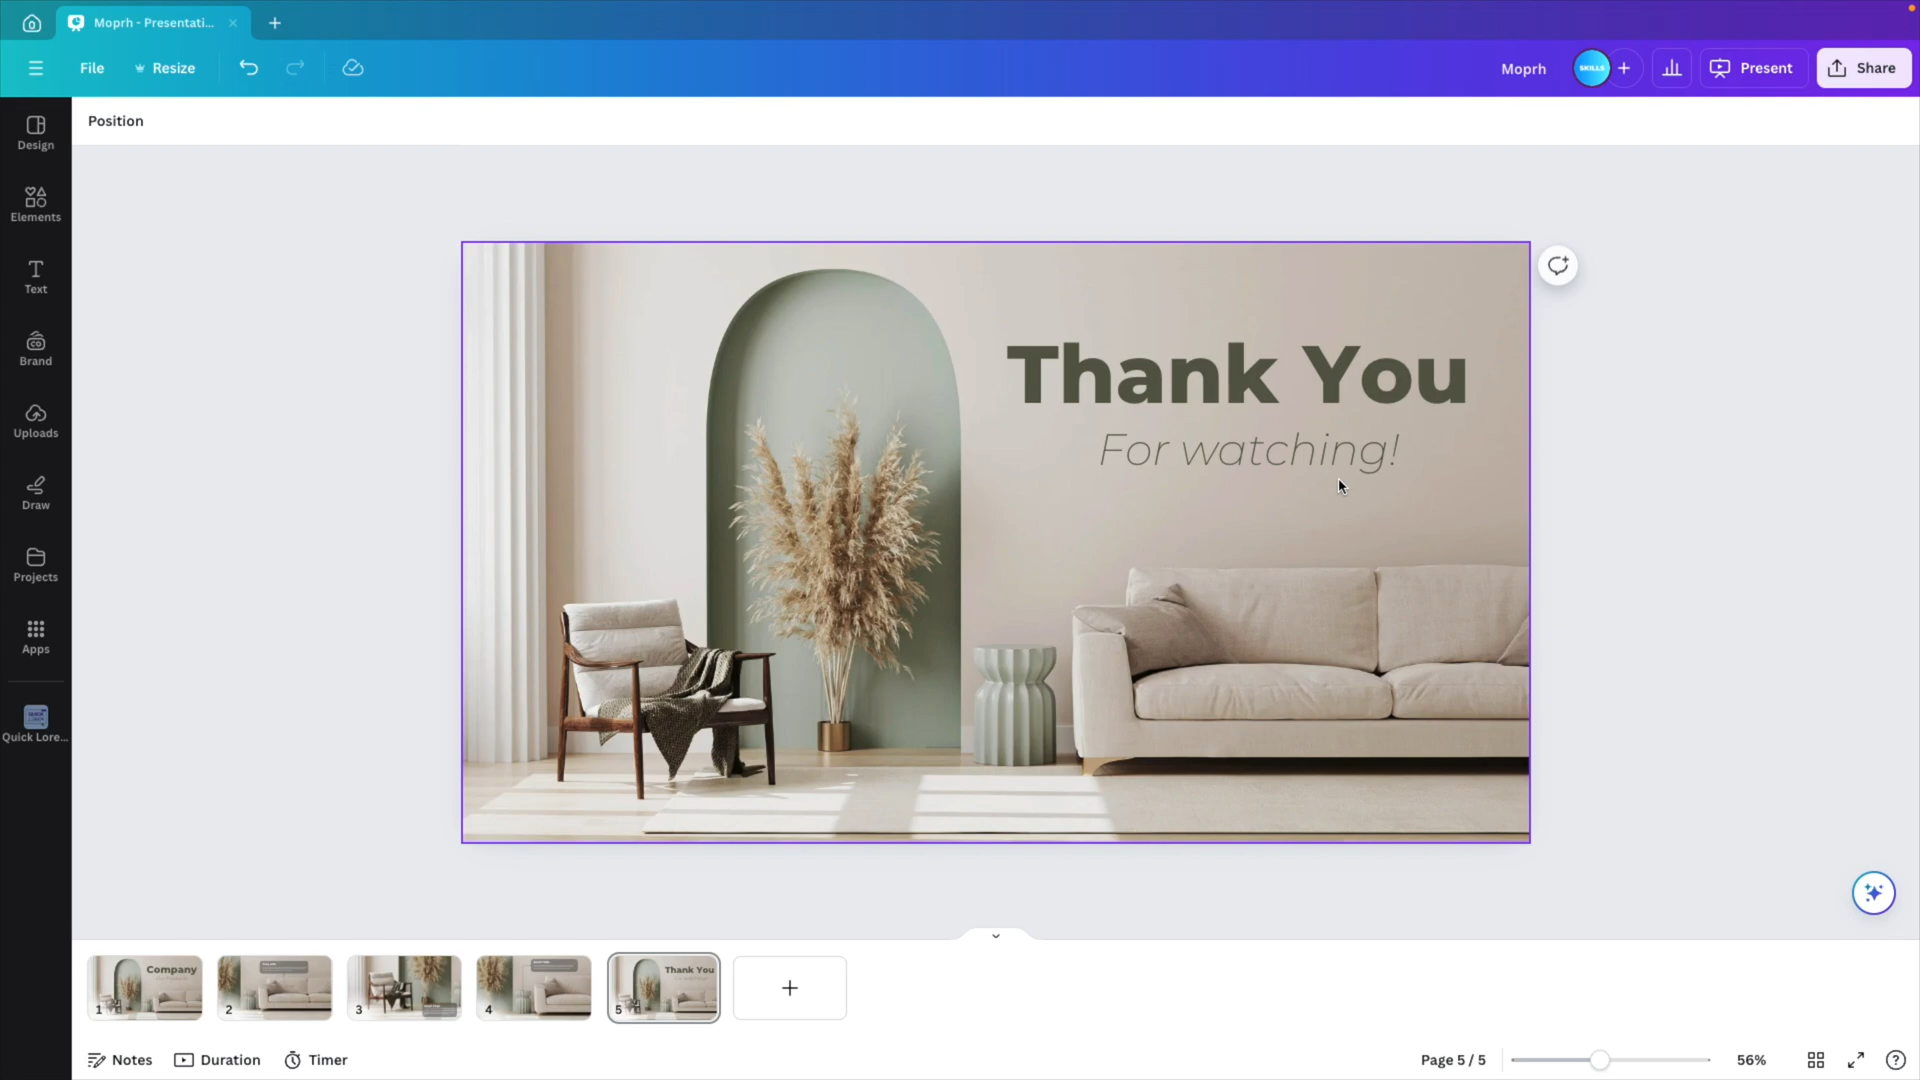 Moprh - Presentati...
File
Resize
Moprh
SKILLS
Present
Share
Position
Design
Elements
Text
Brand
Uploads
Draw
Projects
Apps
Quick Lore...
Thank You
For watching!
Company
1
2
3
4
Thank You
5
Notes
Duration
Timer
Page 5 / 5
56%